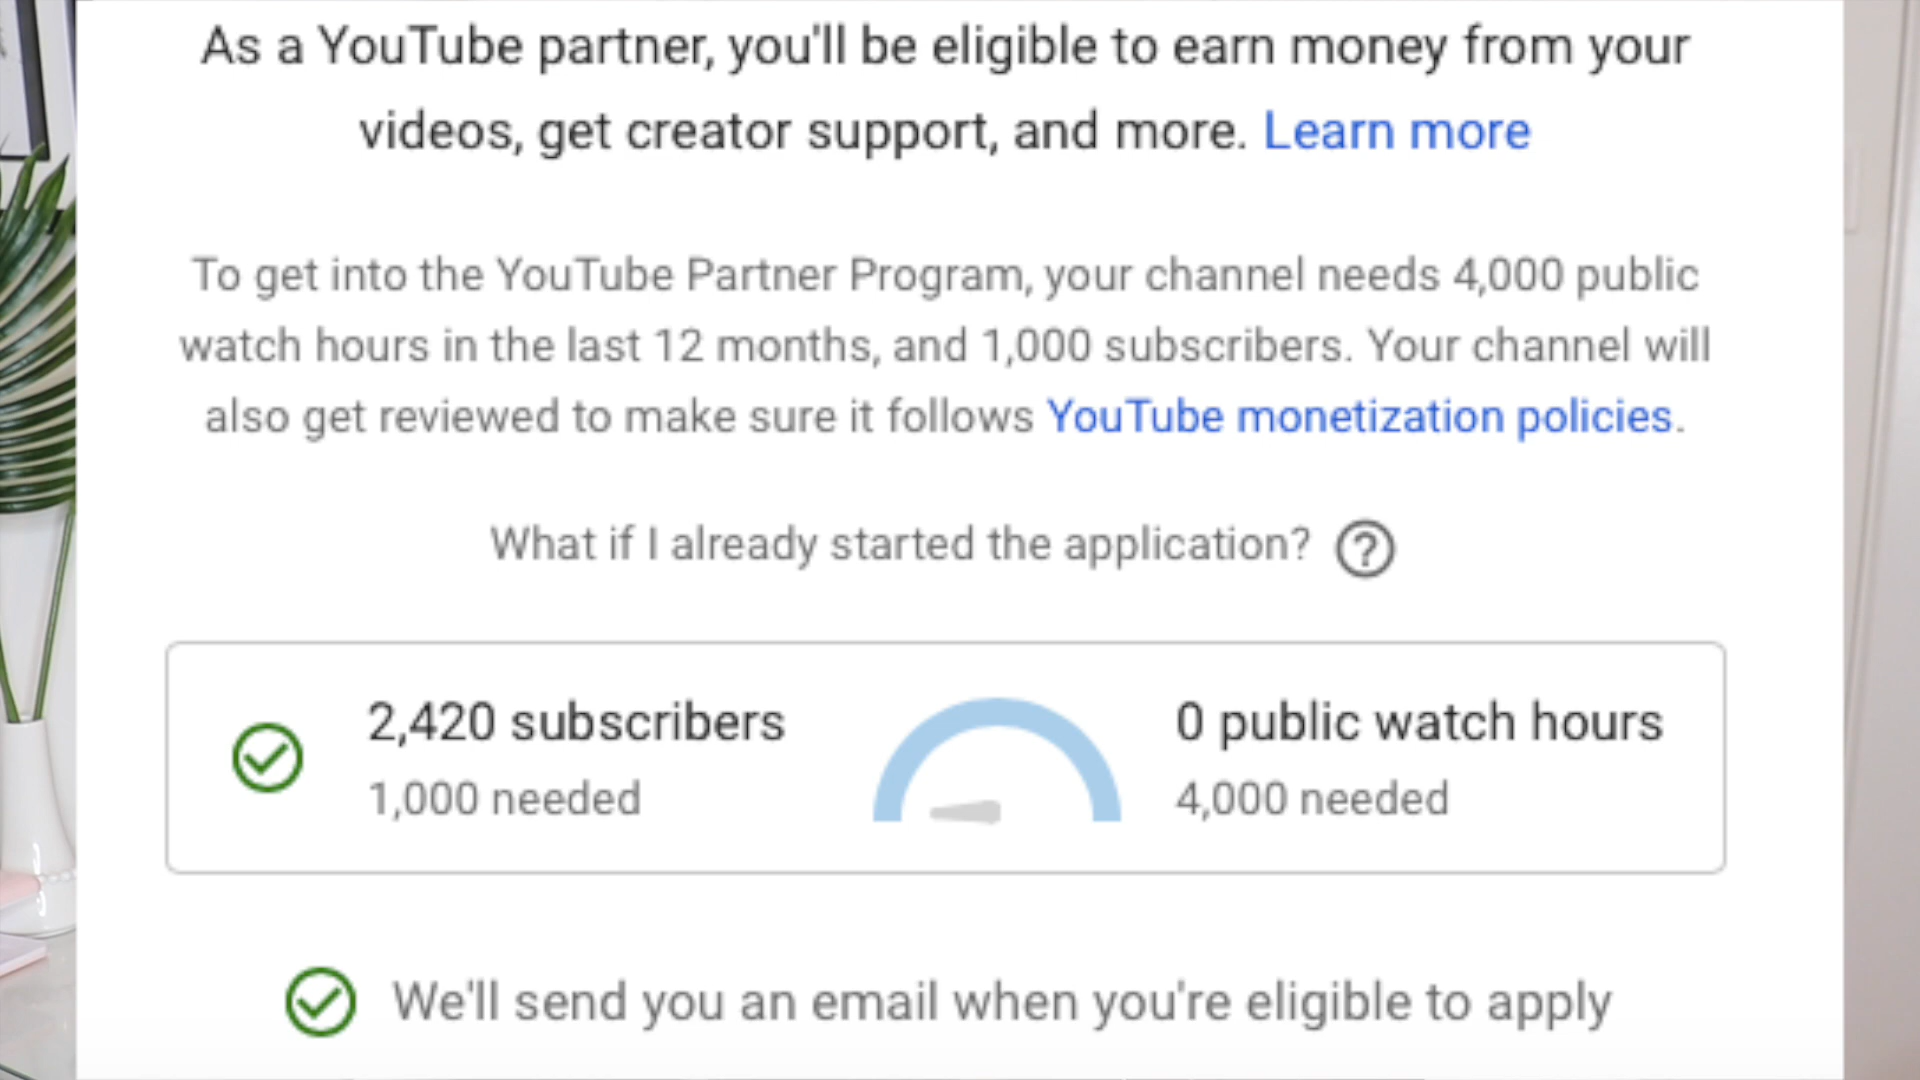 As a YouTube partner, you'll be eligible to earn money from your
videos, get creator support, and more. Learn more
To get into the YouTube Partner Program, your channel needs 4,000 public
watch hours in the last 12 months, and 1,000 subscribers. Your channel will
also get reviewed to make sure it follows YouTube monetization policies.
What if I already started the application? ?
2,420 subscribers
1,000 needed
0 public watch hours
4,000 needed
We'll send you an email when you're eligible to apply